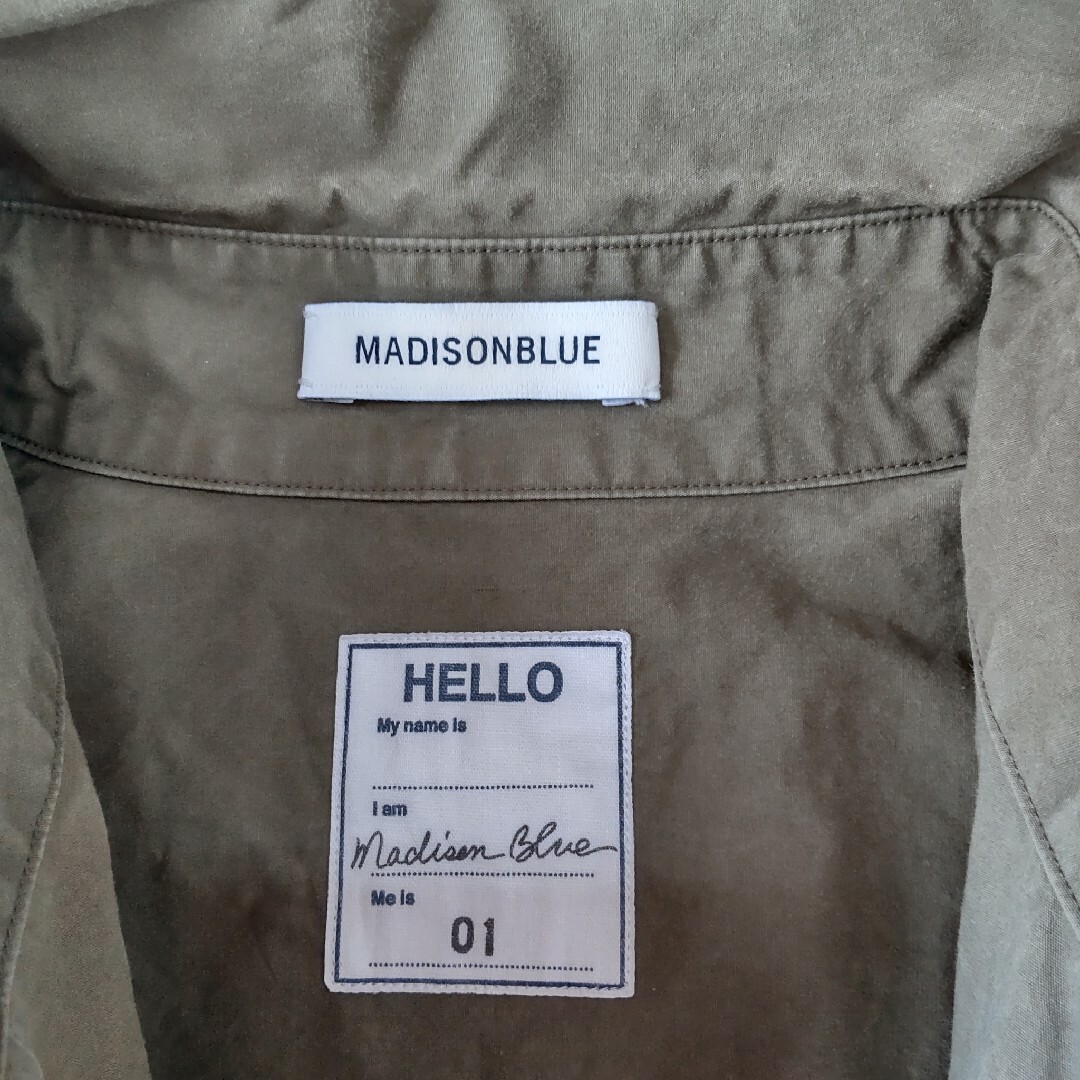 MADISONBLUE
HELLO
My name is
I am
Madison Blue
Me is
01